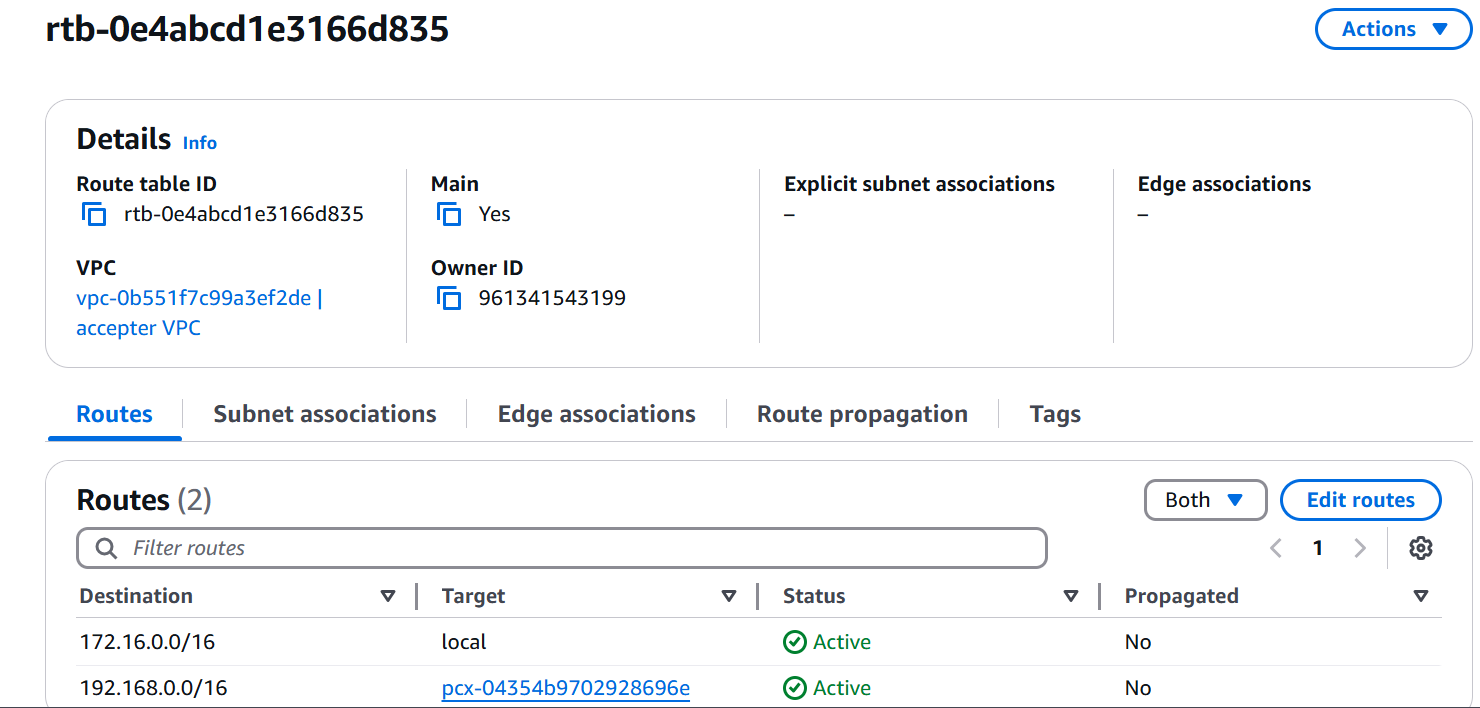 rtb-0e4abcd1e3166d835
Actions
Details Info
Route table ID
rtb-0e4abcd1e3166d835
Main
Yes
Explicit subnet associations
–
Edge associations
–
VPC
vpc-0b551f7c99a3ef2de |
accepter VPC
Owner ID
961341543199
Routes Subnet associations Edge associations Route propagation Tags
Routes (2)
Both
Edit routes
Filter routes
1
Destination Target Status Propagated
172.16.0.0/16 local Active No
192.168.0.0/16 pcx-04354b9702928696e Active No